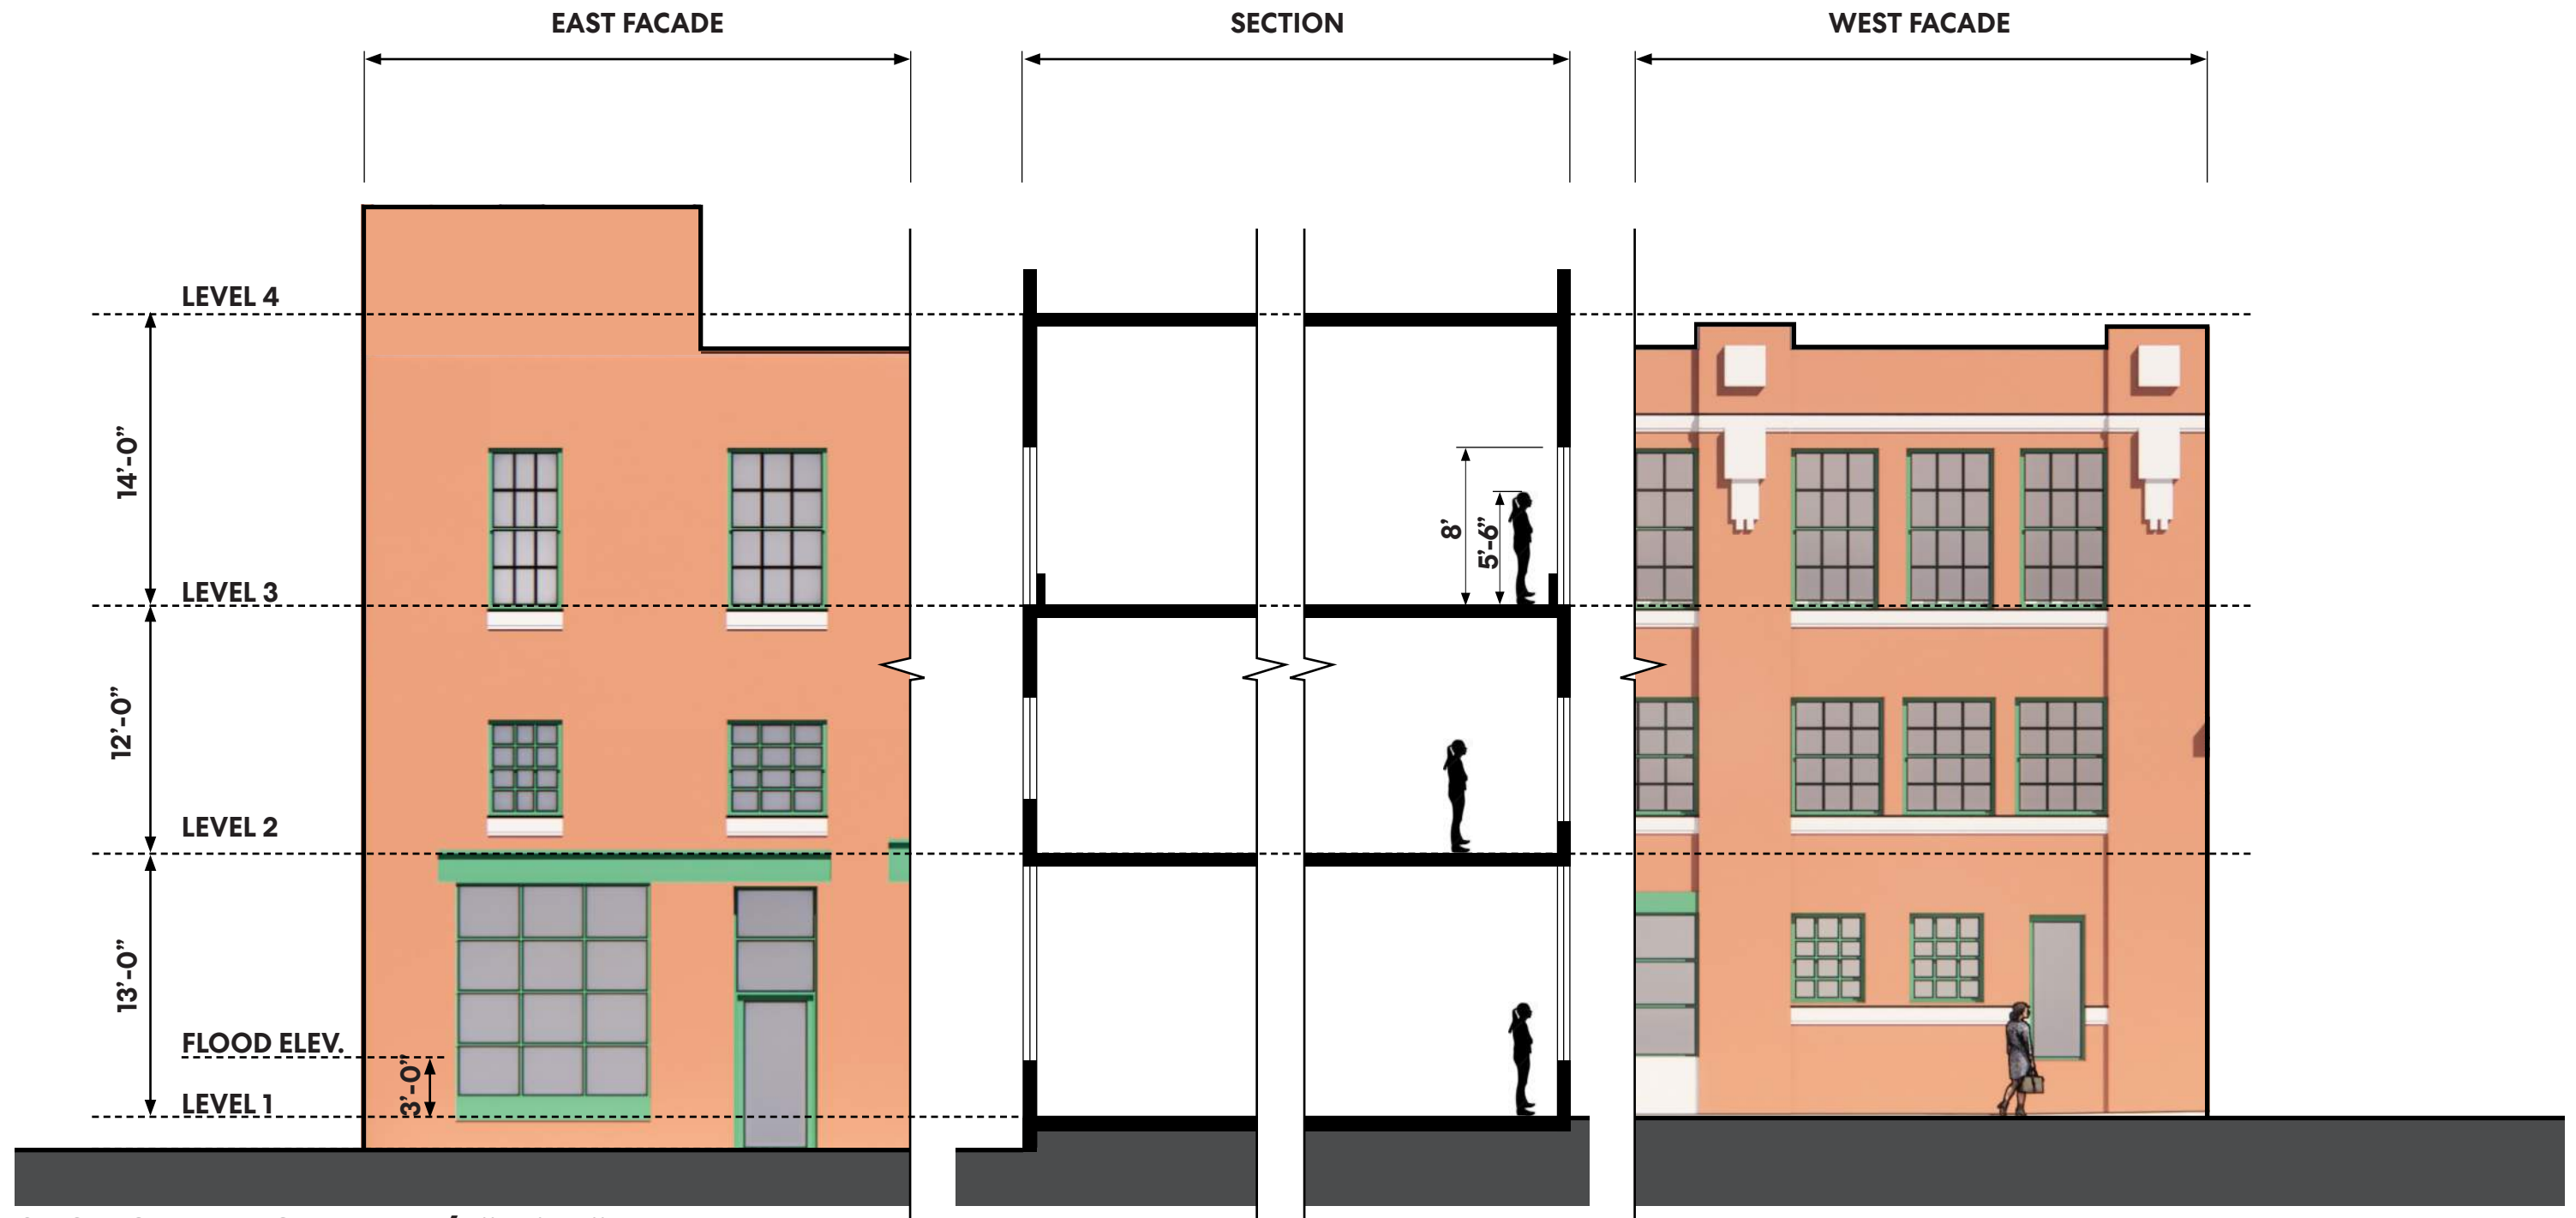 EAST FACADE
SECTION
WEST FACADE
LEVEL 4
14’-0”
LEVEL 3
8’
5’-6”
12’-0”
LEVEL 2
13’-0”
FLOOD ELEV.
3’-0”
LEVEL 1